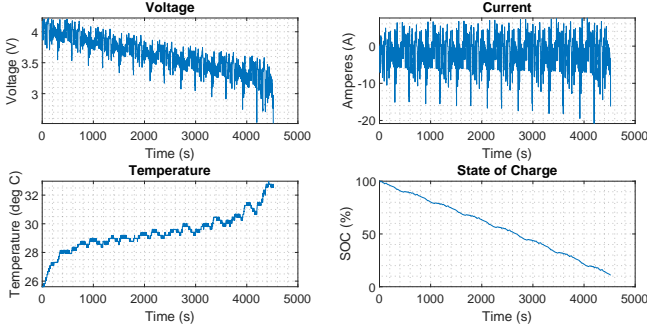 Voltage
Voltage (V)
4
3.5
3
0 1000 2000 3000 4000 5000
Time (s)
Current
Amperes (A)
0
-10
-20
0 1000 2000 3000 4000 5000
Time (s)
Temperature
Temperature (deg C)
32
30
28
26
0 1000 2000 3000 4000 5000
Time (s)
State of Charge
SOC (%)
100
50
0
0 1000 2000 3000 4000 5000
Time (s)